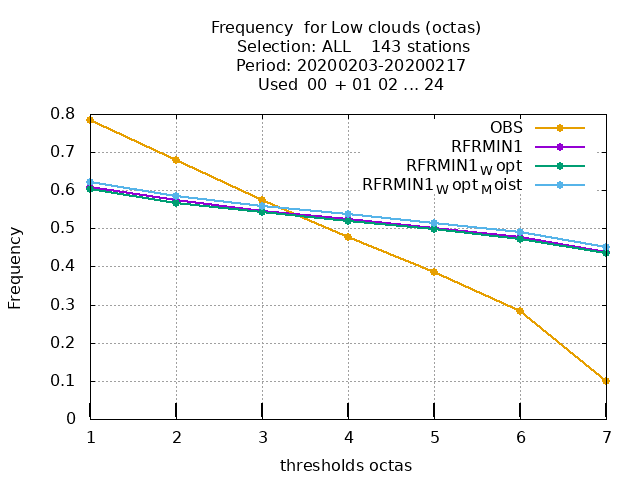 Frequency for Low clouds (octas)
Selection: ALL 143 stations
Period: 20200203-20200217
Used 00 + 01 02 ... 24
0.8
0.7
0.6
0.5
0.4
0.3
0.2
0.1
0
Frequency
OBS
RFRMIN1
RFRMIN1Wopt
RFRMIN1WoptMoist
1 2 3 4 5 6 7
thresholds octas